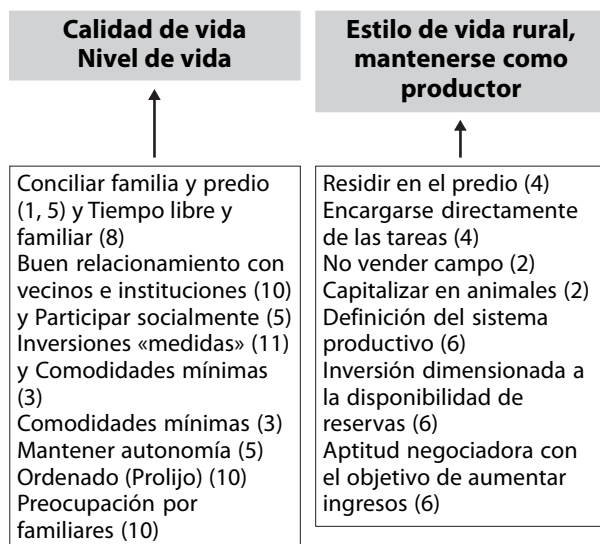 Calidad de vida
Nivel de vida
Estilo de vida rural,
mantenerse como
productor
Conciliar familia y predio
(1, 5) y Tiempo libre y
familiar (8)
Buen relacionamiento con
vecinos e instituciones (10)
y Participar socialmente (5)
Inversiones «medidas» (11)
y Comodidades mínimas
(3)
Comodidades mínimas (3)
Mantener autonomía (5)
Ordenado (Prolijo) (10)
Preocupación por
familiares (10)
Residir en el predio (4)
Encargarse directamente
de las tareas (4)
No vender campo (2)
Capitalizar en animales (2)
Definición del sistema
productivo (6)
Inversión dimensionada a
la disponibilidad de
reservas (6)
Aptitud negociadora con
el objetivo de aumentar
ingresos (6)